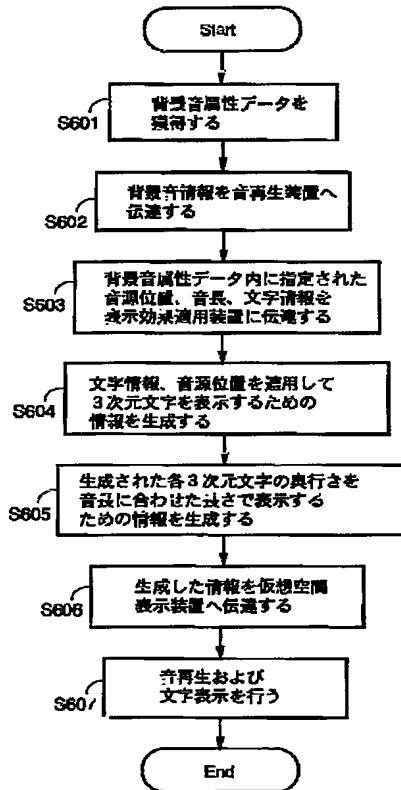 Start
背景音属性データを
獲得する
S601
背景音情報を音再生装置へ
伝達する
S602
背景音属性データ内に指定された
音源位置、音長、文字情報を
表示効果適用装置に伝達する
S603
文字情報、音源位置を適用して
3次元文字を表示するための
情報を生成する
S604
生成された各3次元文字の奥行きを
音長に合わせた長さで表示する
ための情報を生成する
S605
生成した情報を仮想空間
表示装置へ伝達する
S606
音再生および
文字表示を行う
S607
End